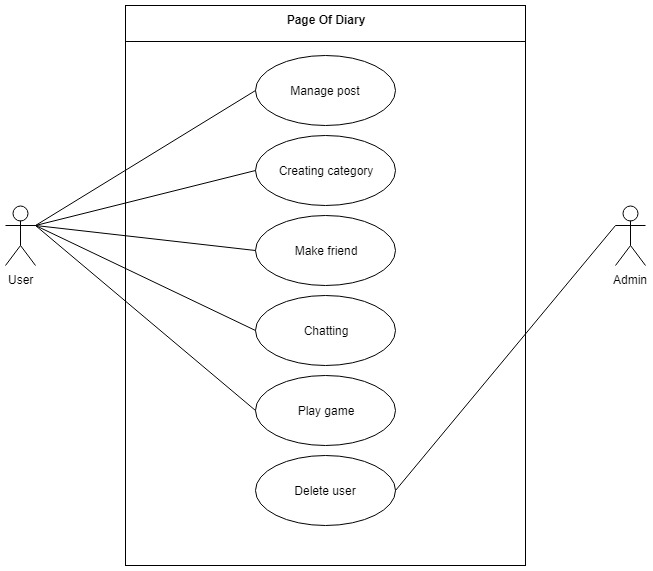 Page Of Diary
Manage post
Creating category
Make friend
Chatting
Play game
Delete user
User
Admin